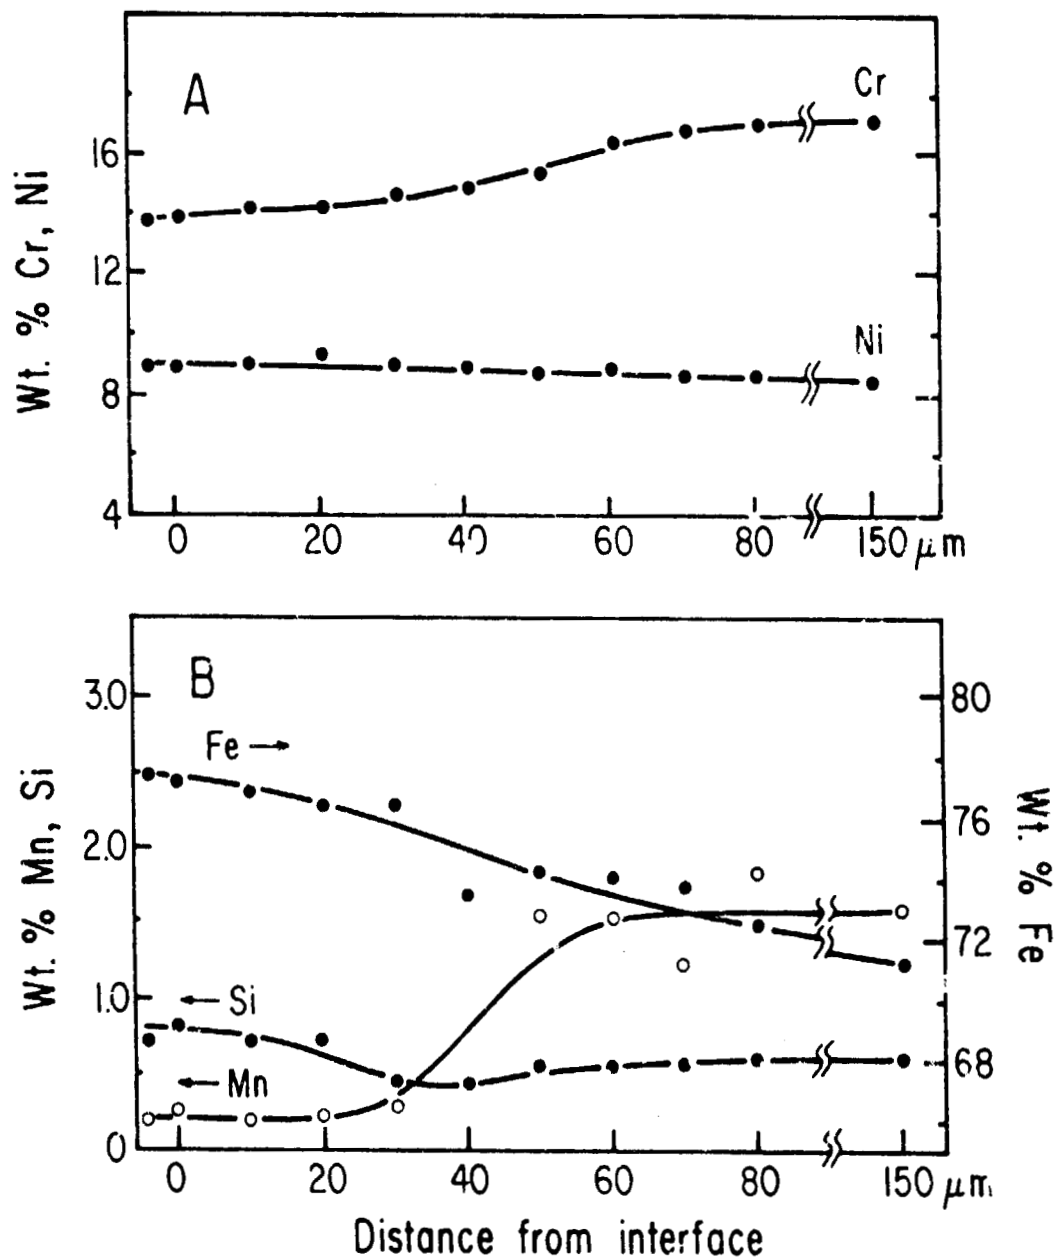 A
Cr
16
12
Ni
8
4
Wt. % Cr, Ni
0 20 40 60 80 150 μm
B
3.0 80
Fe →
76
2.0
72
1.0
← Si
68
← Mn
0
Wt. % Mn, Si
Wt. % Fe
0 20 40 60 80 150 μm
Distance from interface